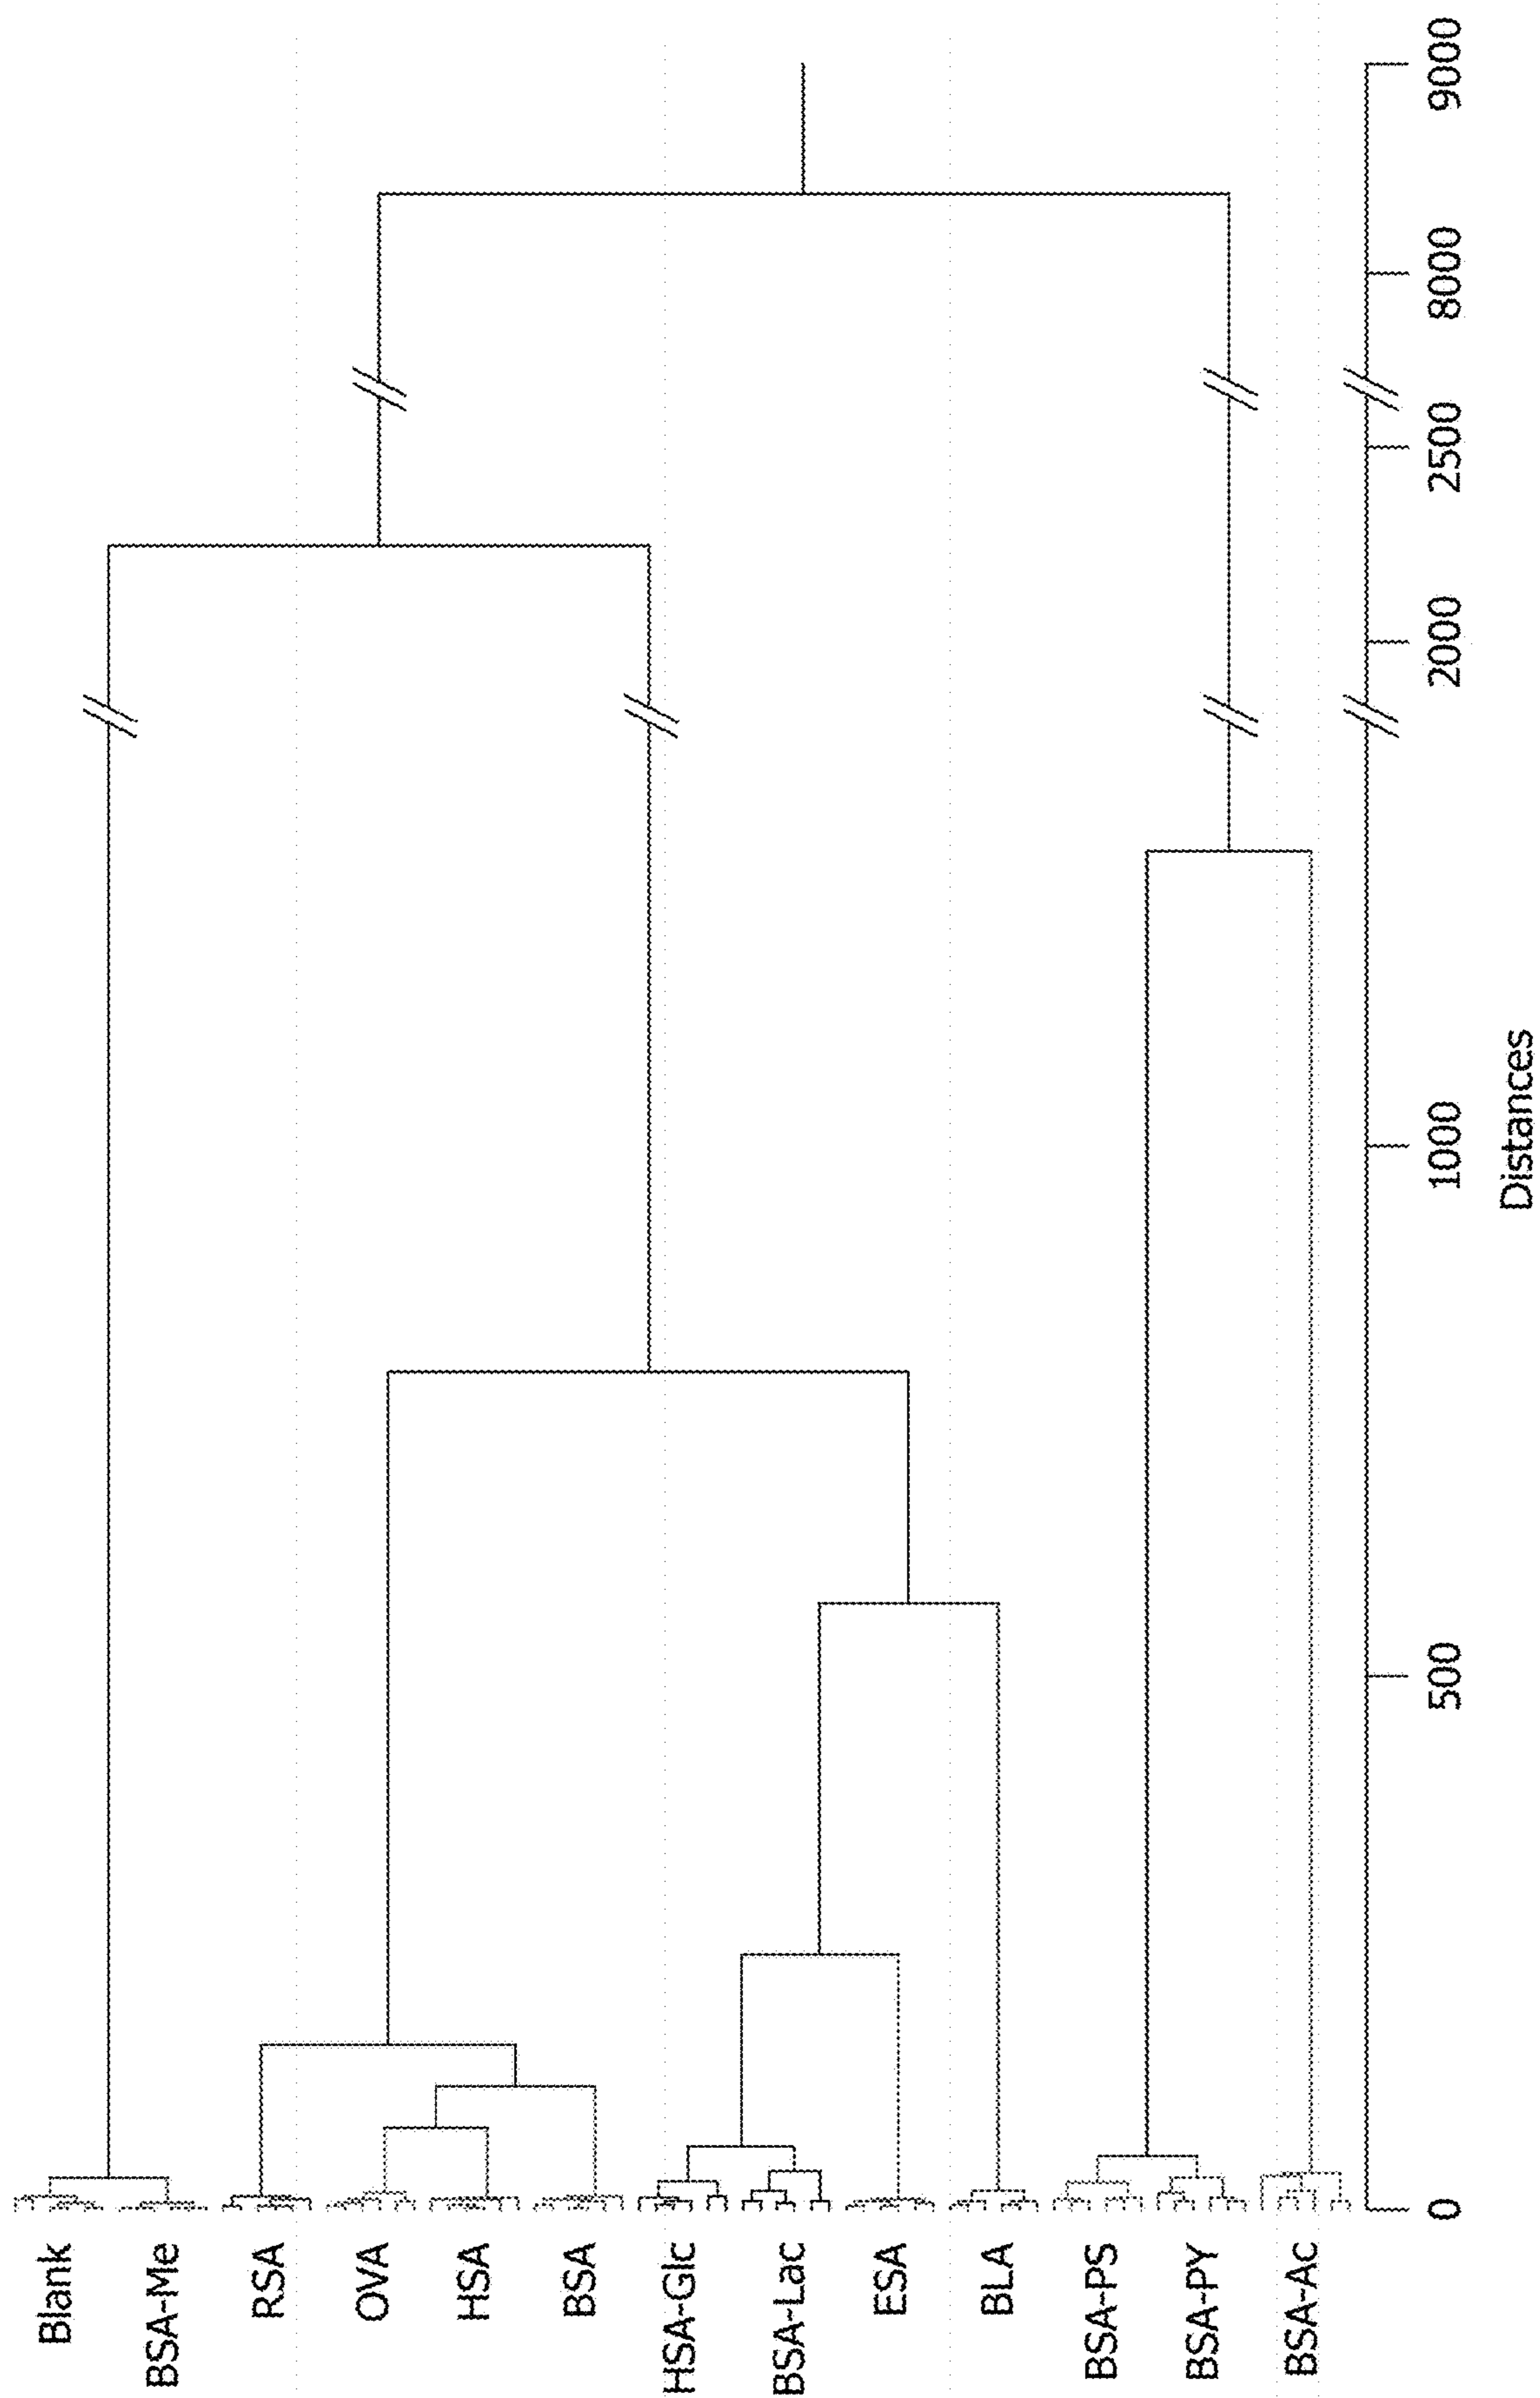 Blank
BSA-Me
RSA
OVA
HSA
BSA
HSA-Glc
BSA-Lac
ESA
BLA
BSA-PS
BSA-PY
BSA-Ac
0
500
1000
2000
2500
8000
9000
Distances